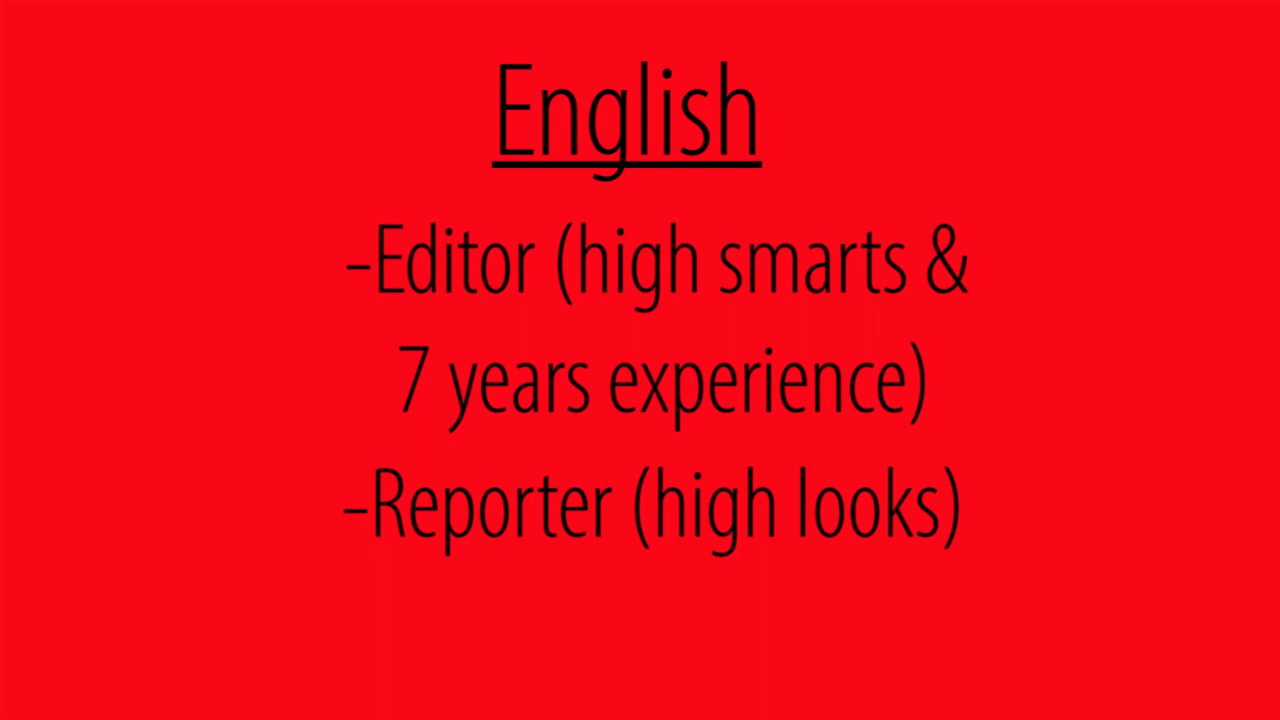 English
-Editor (high smarts &
7 years experience)
-Reporter (high looks)